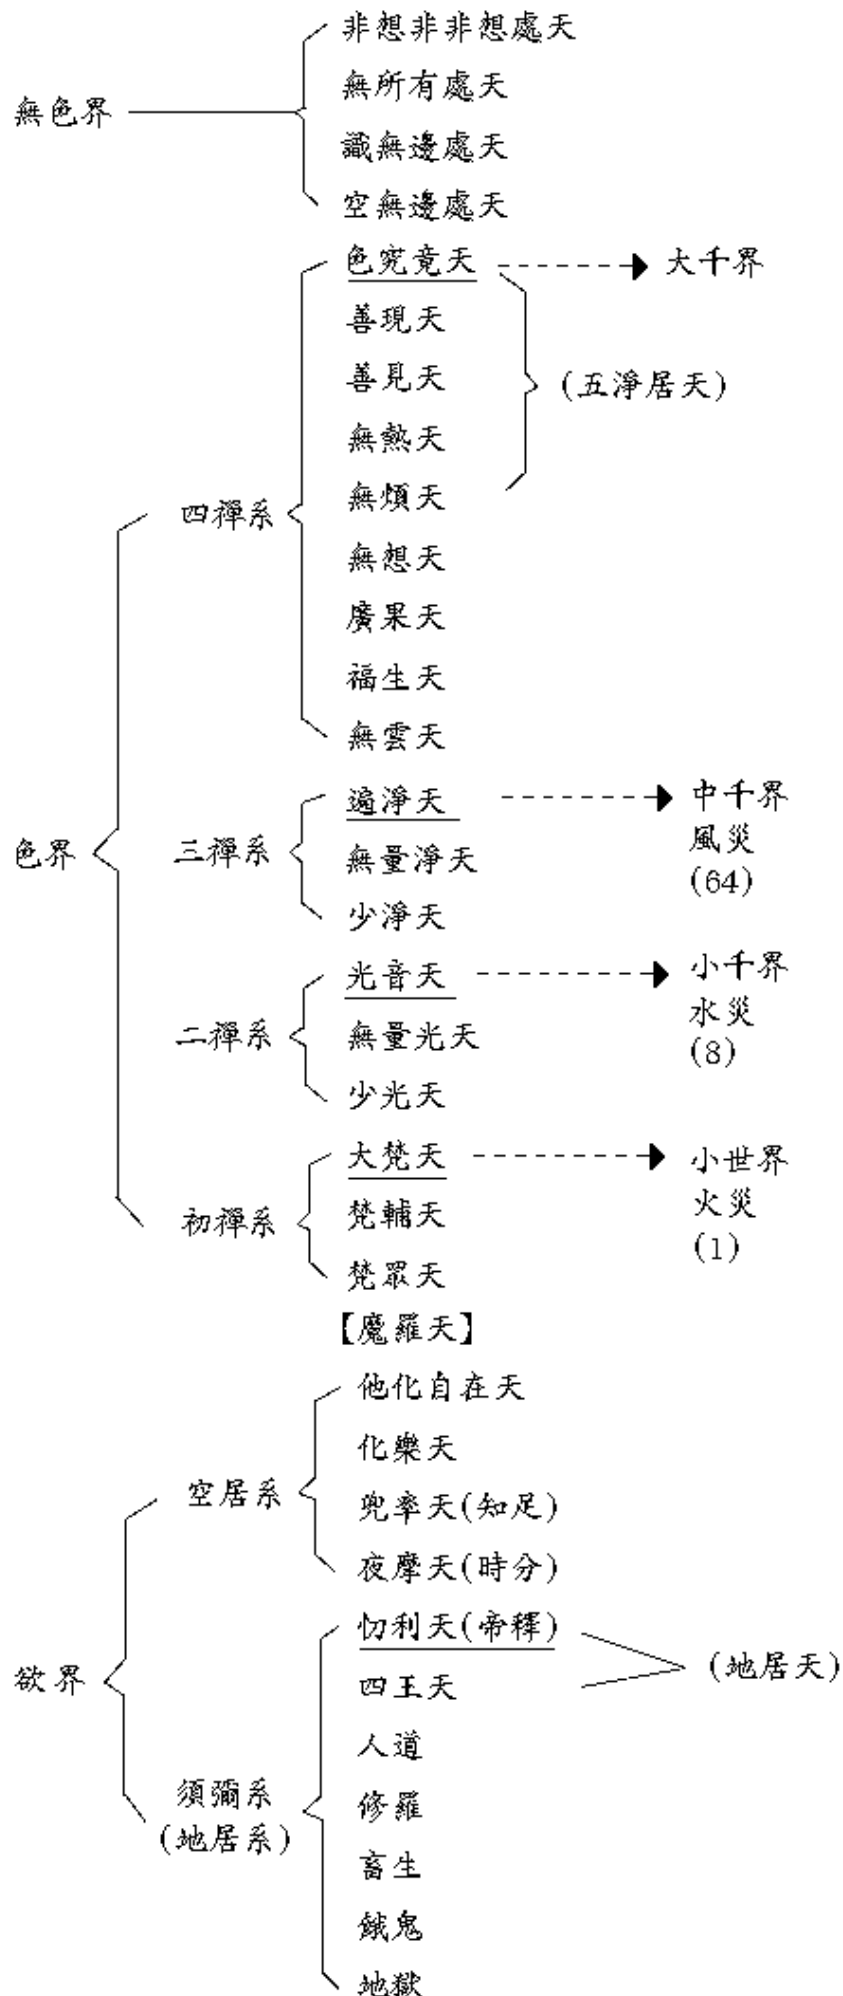 非想非非想處天
無所有處天
無色界
識無邊處天
空無邊處天
色究竟天 大千界
善現天
善見天
(五淨居天)
無熱天
無煩天
四禪系
無想天
廣果天
福生天
無雲天
遍淨天 中千界
風災
色界
三禪系
無量淨天
(64)
少淨天
光音天 小千界
水災
二禪系
無量光天
(8)
少光天
大梵天 小世界
火災
初禪系
梵輔天
(1)
梵眾天
【魔羅天】
他化自在天
化樂天
空居系
兜率天(知足)
夜摩天(時分)
忉利天(帝釋)
(地居天)
欲界
四王天
人道
須彌系
(地居系)
修羅
畜生
餓鬼
地獄